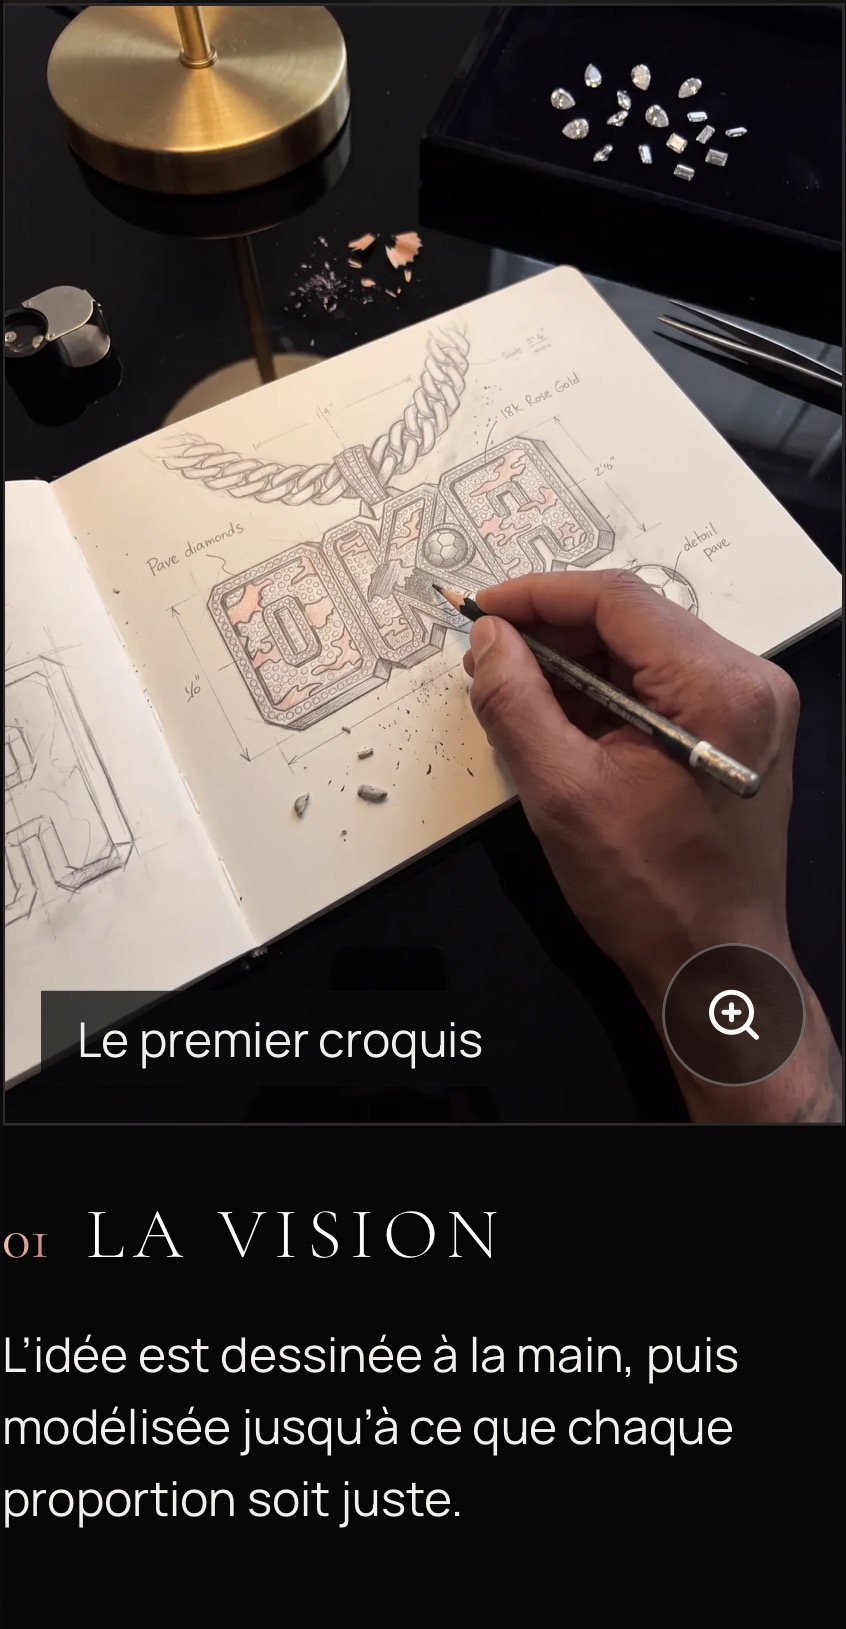 18k Rose Gold
Pave diamonds
detail
pave
OKA
Le premier croquis
01 LA VISION
L’idée est dessinée à la main, puis
modélisée jusqu’à ce que chaque
proportion soit juste.